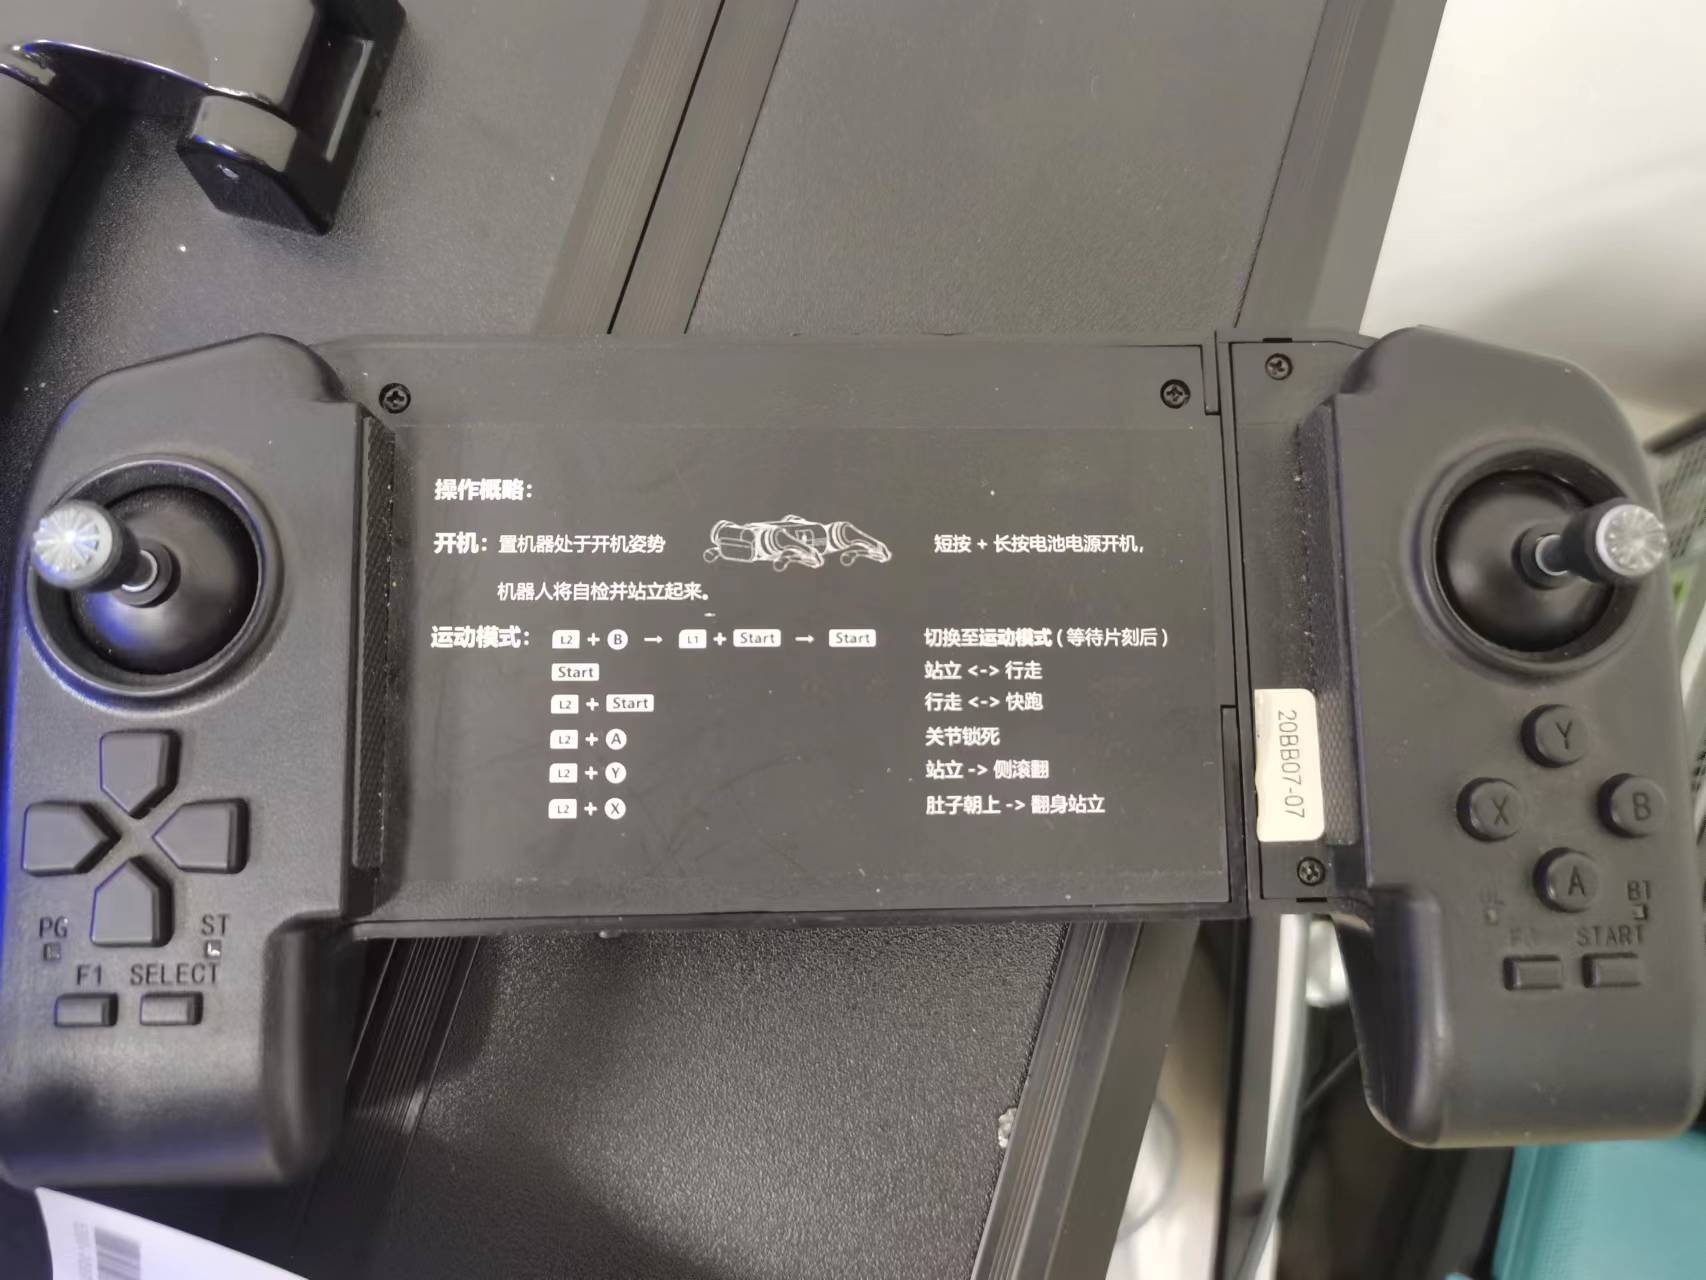 操作概略：
开机：置机器处于开机姿势 短按 + 长按电池电源开机，
机器人将自检并站立起来。
运动模式： L2 + B → L1 + Start → Start 切换至运动模式 ( 等待片刻后 )
Start 站立 <-> 行走
L2 + Start 行走 <-> 快跑
L2 + A 关节锁死
L2 + Y 站立 -> 侧滚翻
L2 + X 肚子朝上 -> 翻身站立
20BB07-07
Y
X
B
A
PG
ST
F1 SELECT
BT
START